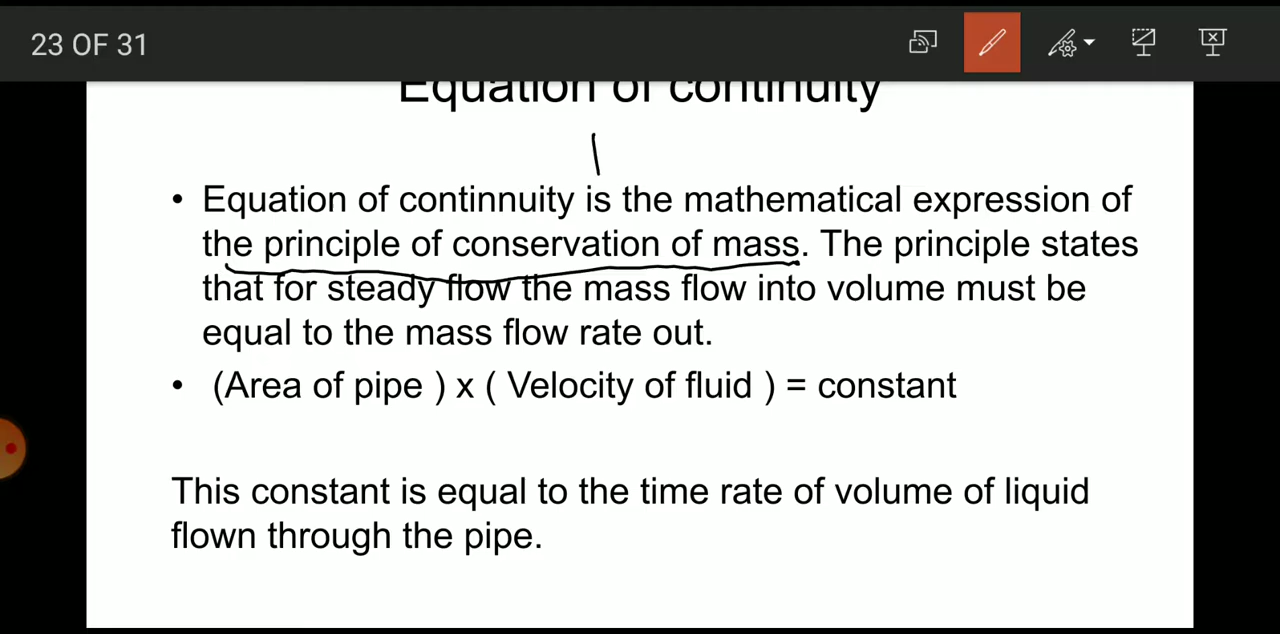 23 OF 31
Equation of continuity
• Equation of continnuity is the mathematical expression of
the principle of conservation of mass. The principle states
that for steady flow the mass flow into volume must be
equal to the mass flow rate out.
• (Area of pipe ) x ( Velocity of fluid ) = constant
This constant is equal to the time rate of volume of liquid
flown through the pipe.